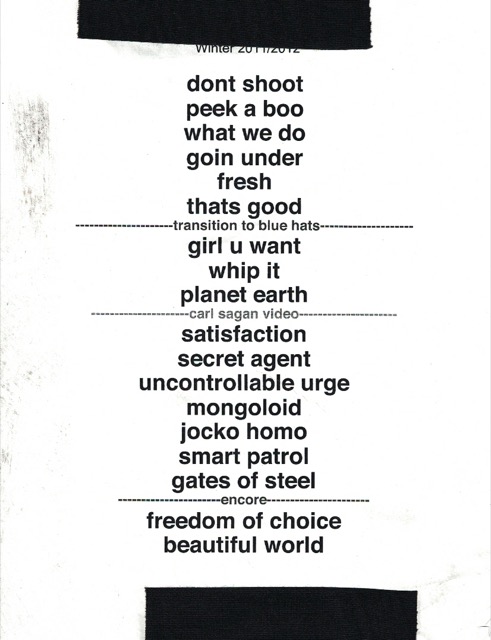 Winter 2011/2012
dont shoot
peek a boo
what we do
goin under
fresh
thats good
----------------------transition to blue hats---------------------
girl u want
whip it
planet earth
----------------------carl sagan video----------------------
satisfaction
secret agent
uncontrollable urge
mongoloid
jocko homo
smart patrol
gates of steel
-----------------------encore-----------------------
freedom of choice
beautiful world